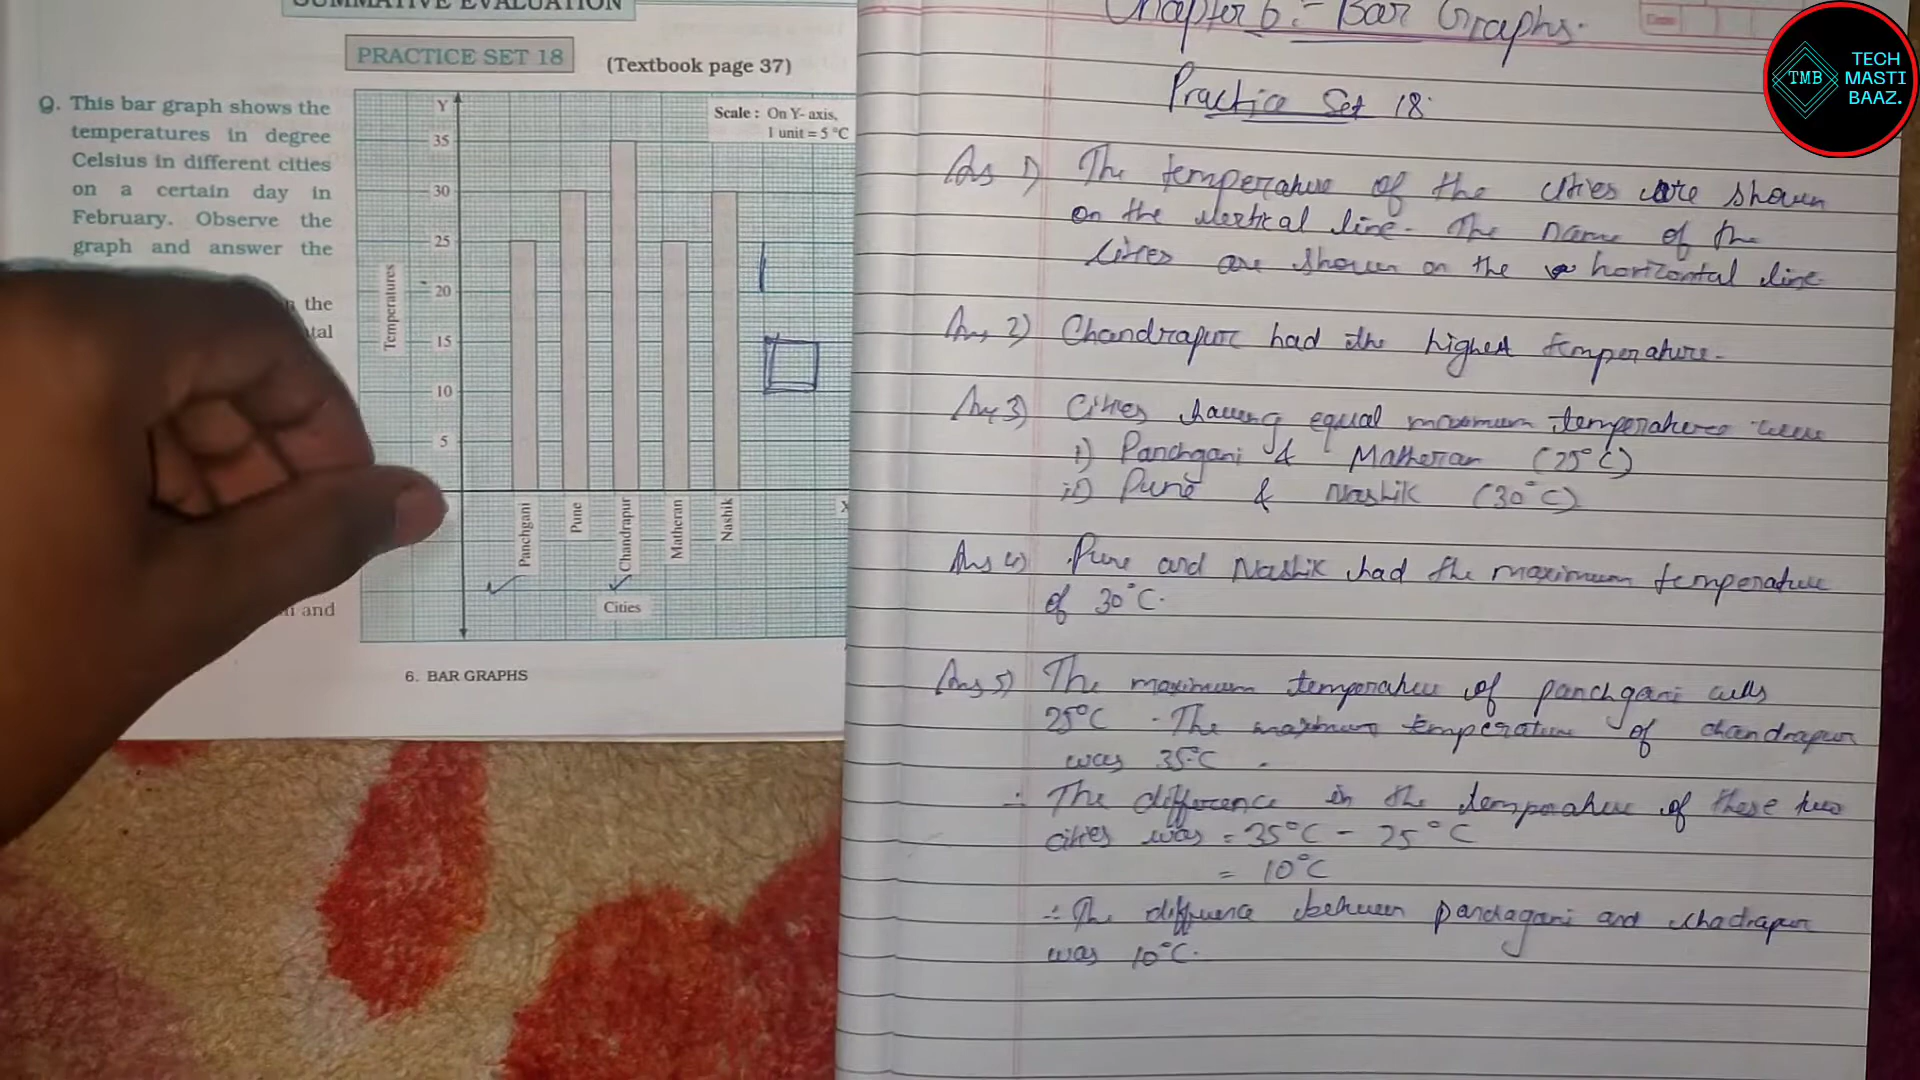 SUMMATIVE EVALUATION
PRACTICE SET 18
(Textbook page 37)
Q. This bar graph shows the
temperatures in degree
Celsius in different cities
on a certain day in
February. Observe the
graph and answer the
the
and
Scale : On Y- axis,
1 unit = 5 °C
Y
35
30
25
20
15
10
5
X
Temperatures
Panchgani
Pune
Chandrapur
Matheran
Nashik
Cities
6. BAR GRAPHS
Chapter 6 :- Bar Graphs.
Practice Set 18.
Ans 1) The temperature of the cities are shown
on the vertical line. The name of the
cities are shown on the horizontal line
Ans 2) Chandrapur had the highest temperature.
Ans 3) Cities having equal maximum temperatures were
i) Panchgani & Matheran (25°C)
ii) Pune & Nashik (30°C)
Ans 4) Pune and Nashik had the maximum temperature
of 30°C.
Ans 5) The maximum temperature of panchgani was
25°C . The maximum temperature of chandrapur
was 35°C .
∴ The difference in the temperature of these two
cities was = 35°C - 25°C
= 10°C
∴ The difference between pandagani and chadrapur
was 10°C.
TMB
TECH
MASTI
BAAZ.